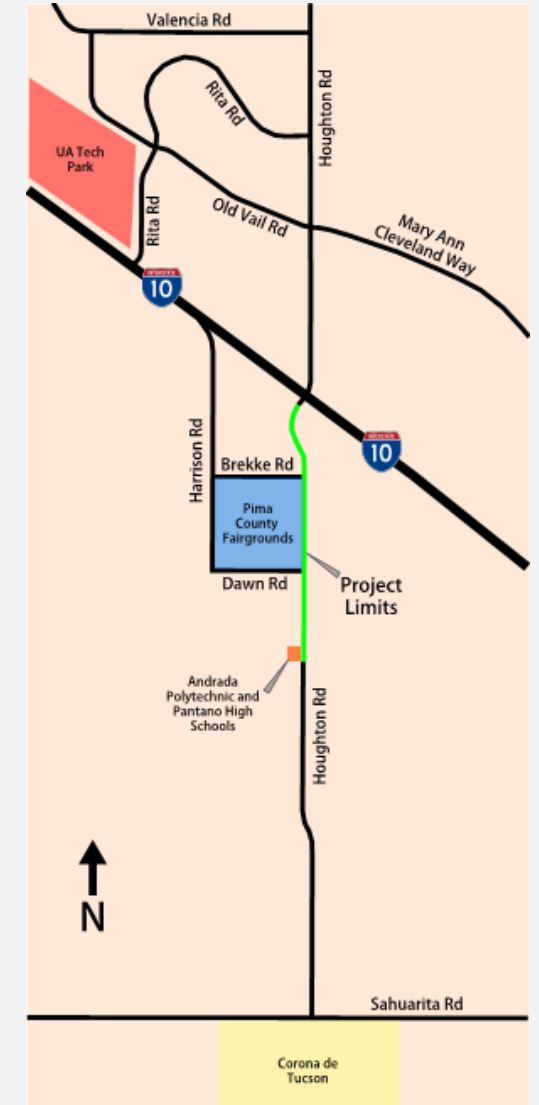 Valencia Rd
Houghton Rd
Rita Rd
UA Tech
Park
Rita Rd
Old Vail Rd
Mary Ann
Cleveland Way
INTERSTATE
10
Harrison Rd
INTERSTATE
10
Brekke Rd
Pima
County
Fairgrounds
Dawn Rd
Project
Limits
Andrada
Polytechnic and
Pantano High
Schools
Houghton Rd
N
Sahuarita Rd
Corona de
Tucson